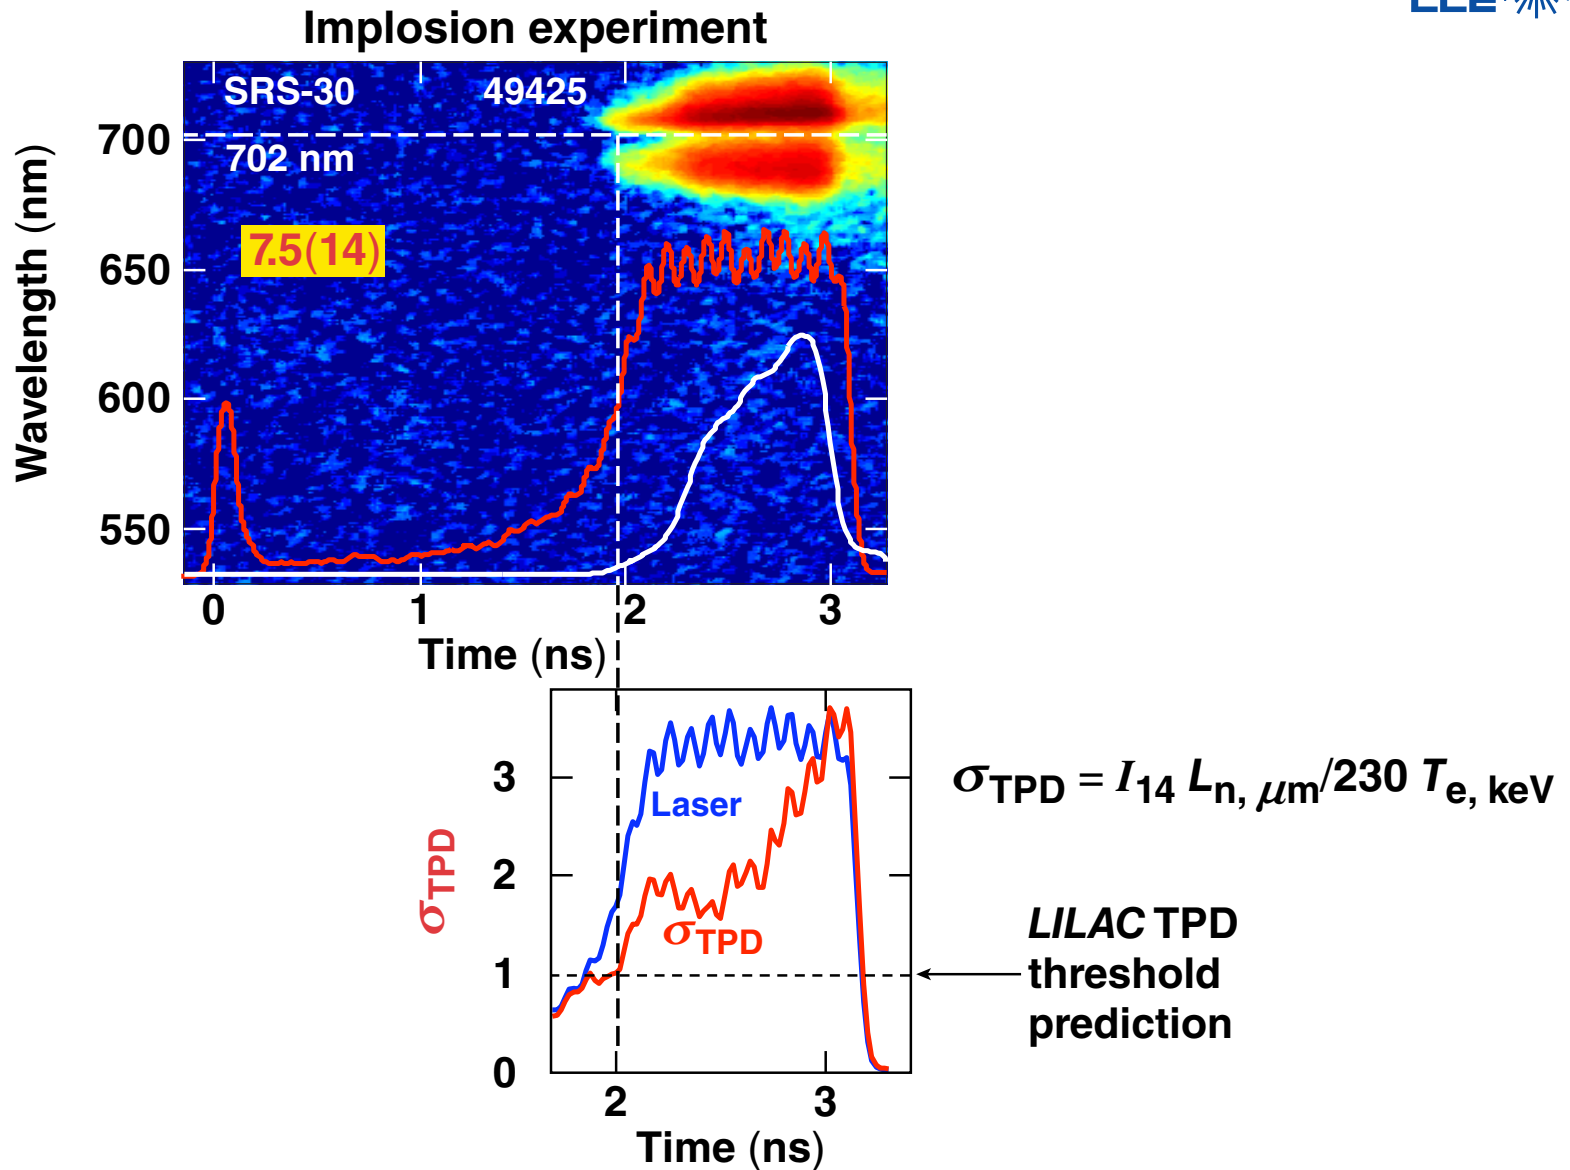 LLE
Implosion experiment
SRS-30 49425
702 nm
7.5(14)
Wavelength (nm)
700
650
600
550
0 1 2 3
Time (ns)
σTPD
3
2
1
0
Laser
σTPD
2 3
Time (ns)
σTPD = I14 Ln, μm/230 Te, keV
LILAC TPD
threshold
prediction